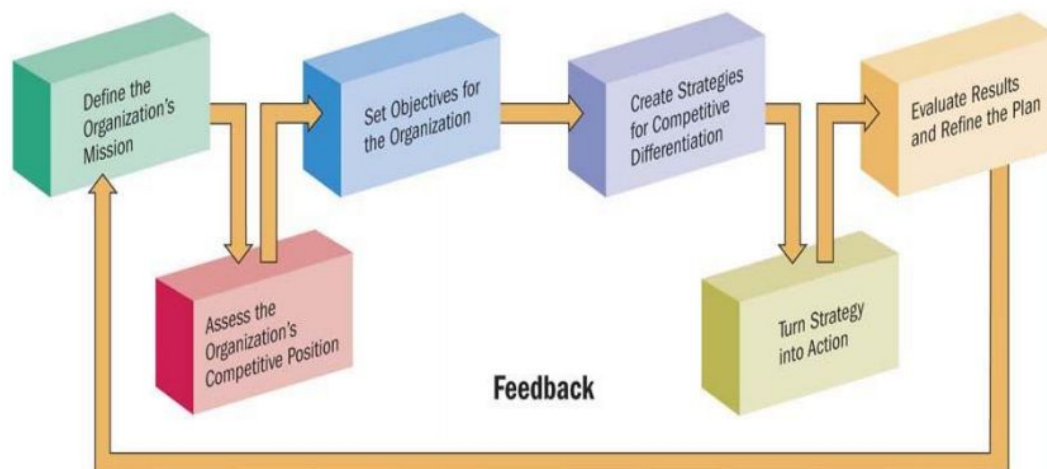 Define the
Organization's
Mission
Assess the
Organization's
Competitive Position
Set Objectives for
the Organization
Create Strategies
for Competitive
Differentiation
Turn Strategy
into Action
Evaluate Results
and Refine the Plan
Feedback